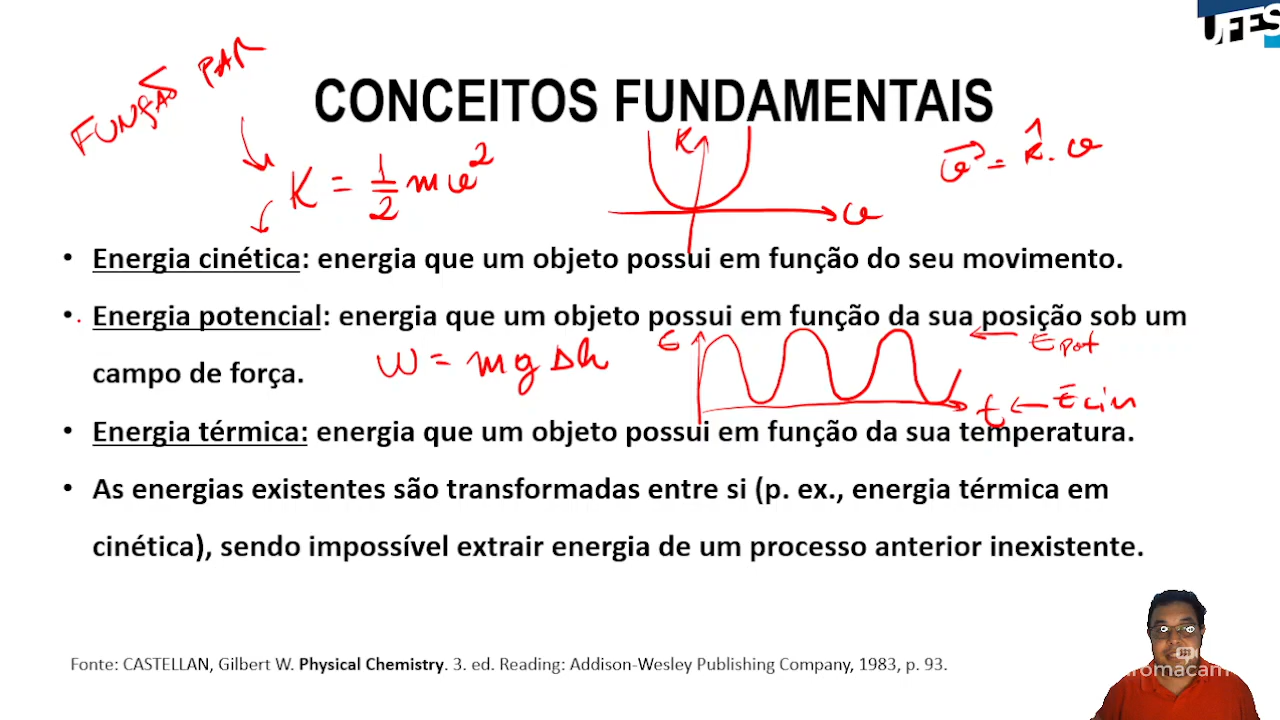 UFES
FUNÇÃO PAR
CONCEITOS FUNDAMENTAIS
K = 1/2 mv²
K
v
v⃗ = k̂. v
• Energia cinética: energia que um objeto possui em função do seu movimento.
• Energia potencial: energia que um objeto possui em função da sua posição sob um
campo de força.
W = mgΔh
E
t
← Epot
← Ecin
• Energia térmica: energia que um objeto possui em função da sua temperatura.
• As energias existentes são transformadas entre si (p. ex., energia térmica em
cinética), sendo impossível extrair energia de um processo anterior inexistente.
Fonte: CASTELLAN, Gilbert W. Physical Chemistry. 3. ed. Reading: Addison-Wesley Publishing Company, 1983, p. 93.